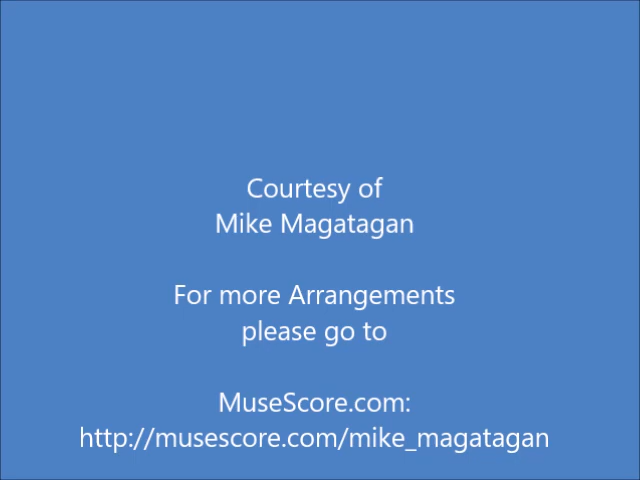 Courtesy of
Mike Magatagan
For more Arrangements
please go to
MuseScore.com:
http://musescore.com/mike_magatagan